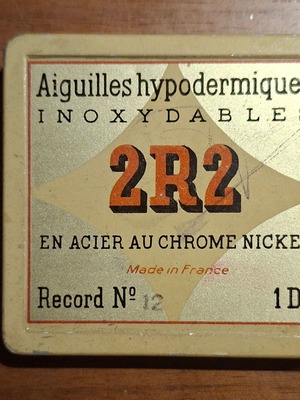 Aiguilles hypodermique
INOXYDABLES
2R2
EN ACIER AU CHROME NICKE
Made in France
Record Nº 12 1 D